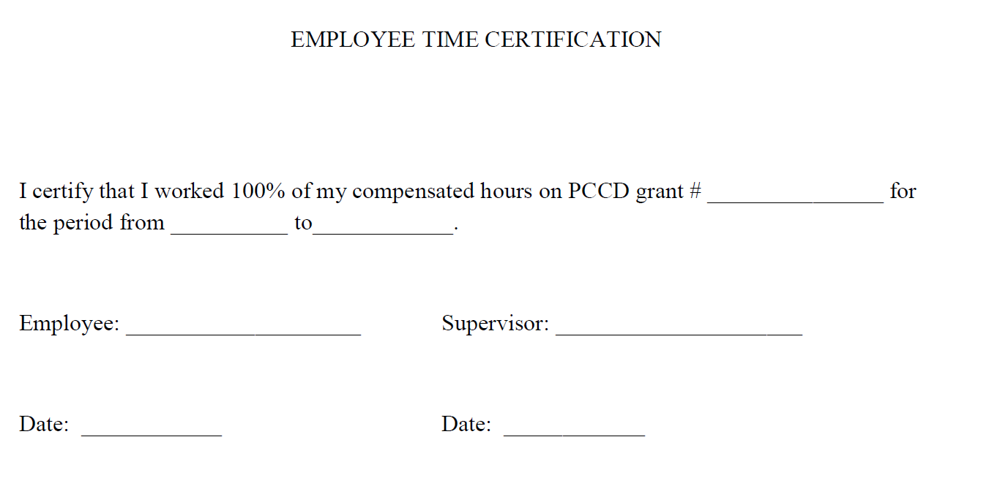 EMPLOYEE TIME CERTIFICATION
I certify that I worked 100% of my compensated hours on PCCD grant # _______________ for
the period from __________ to____________.
Employee: ____________________ Supervisor: _____________________
Date: ____________ Date: ____________